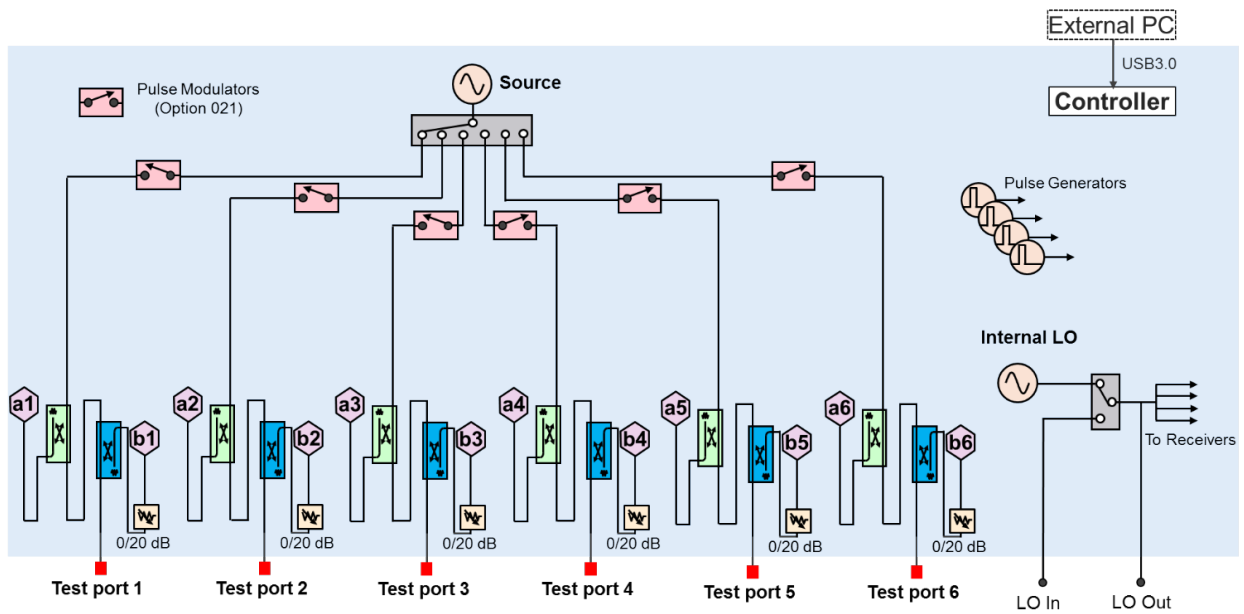 External PC
USB3.0
Controller
Source
Pulse Modulators
(Option 021)
Pulse Generators
Internal LO
a1
a2
a3
a4
a5
a6
b1
b2
b3
b4
b5
b6
To Receivers
0/20 dB
0/20 dB
0/20 dB
0/20 dB
0/20 dB
0/20 dB
Test port 1
Test port 2
Test port 3
Test port 4
Test port 5
Test port 6
LO In
LO Out